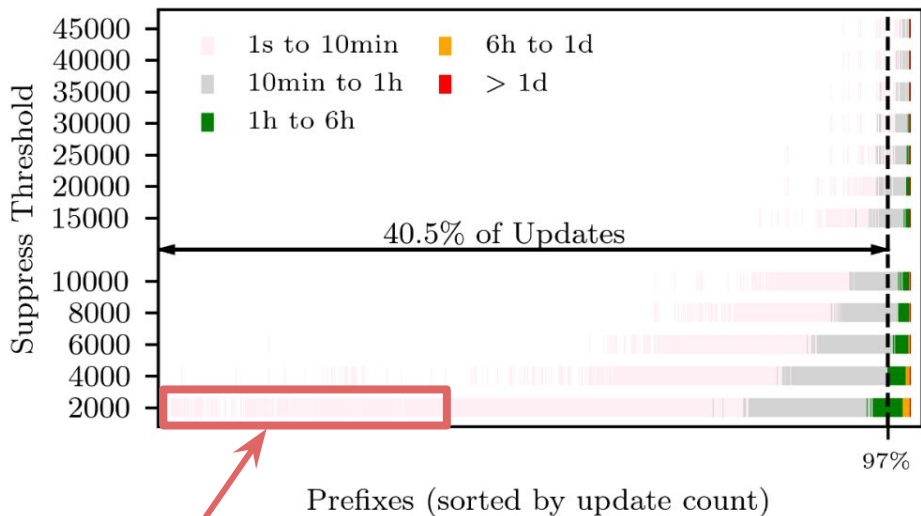 45000
40000
35000
30000
25000
20000
15000
10000
8000
6000
4000
2000
Suppress Threshold
1s to 10min
10min to 1h
1h to 6h
6h to 1d
> 1d
40.5% of Updates
97%
Prefixes (sorted by update count)